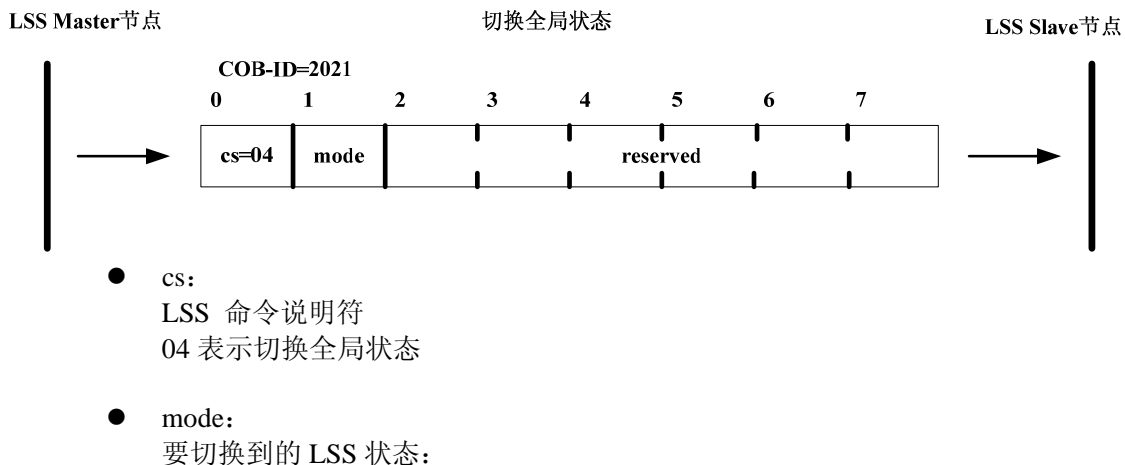 LSS Master节点 切换全局状态 LSS Slave节点
COB-ID=2021
0 1 2 3 4 5 6 7
cs=04 mode reserved
● cs：
LSS 命令说明符
04 表示切换全局状态
● mode：
要切换到的 LSS 状态：